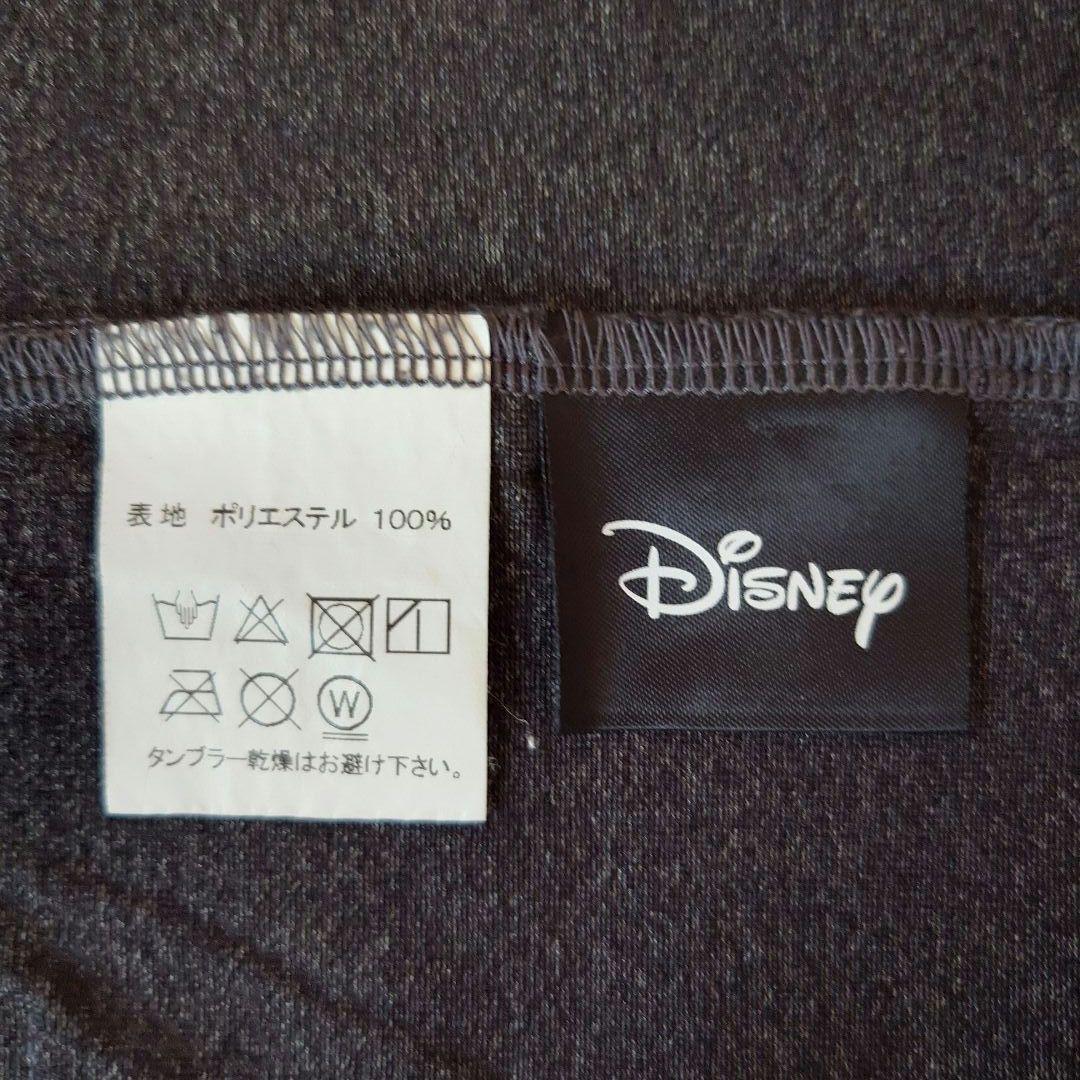 表地 ポリエステル 100%
W
タンブラー乾燥はお避け下さい。
Disney